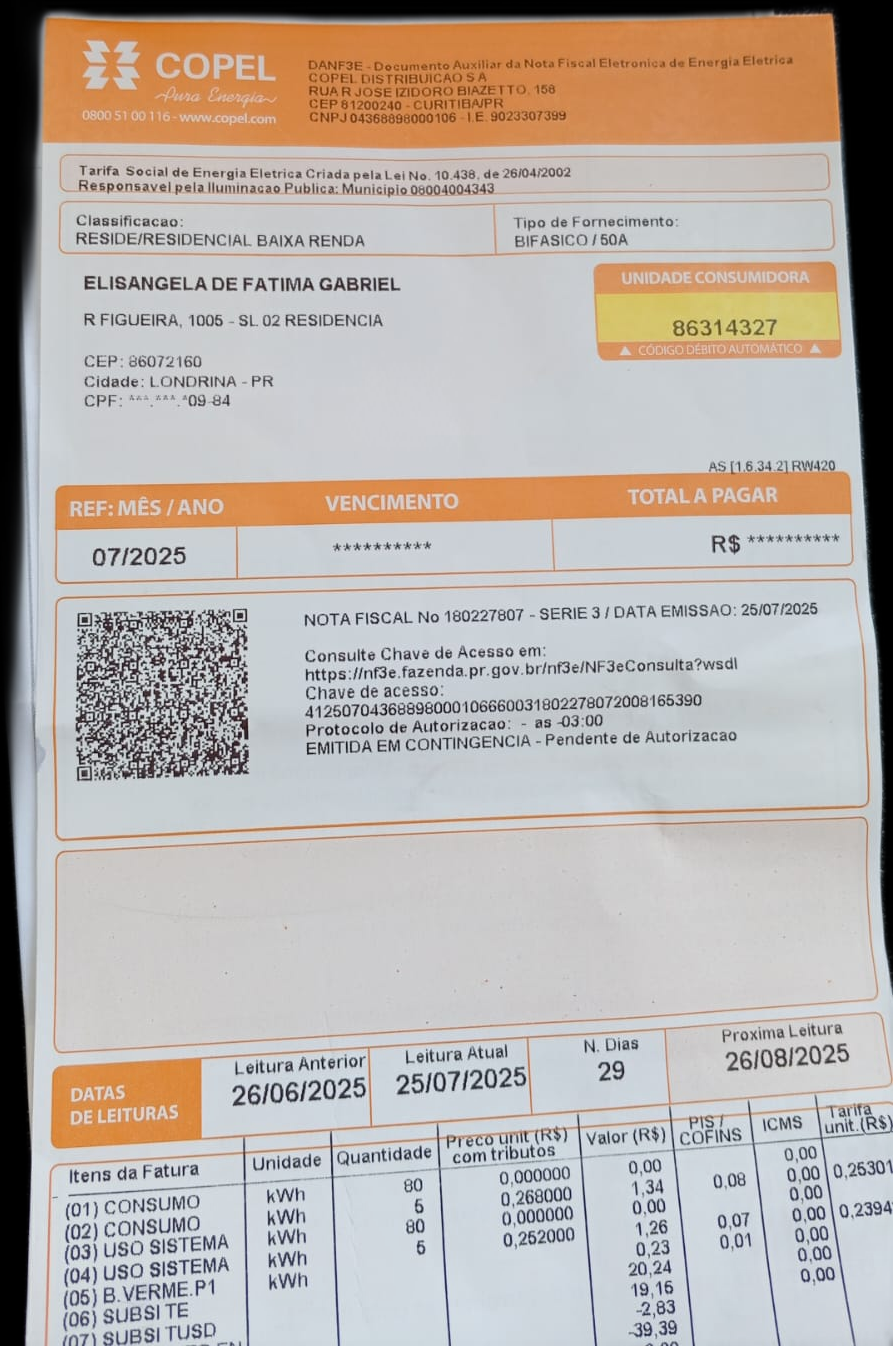 COPEL
Pura Energia
0800 51 00 116 - www.copel.com
DANF3E - Documento Auxiliar da Nota Fiscal Eletronica de Energia Eletrica
COPEL DISTRIBUICAO S A
RUA R JOSE IZIDORO BIAZETTO, 158
CEP 81200240 - CURITIBA/PR
CNPJ 04368898000106 - I.E. 9023307399
Tarifa Social de Energia Eletrica Criada pela Lei No. 10.438, de 26/04/2002
Responsavel pela Iluminacao Publica: Municipio 08004004343
Classificacao:
RESIDE/RESIDENCIAL BAIXA RENDA
Tipo de Fornecimento:
BIFASICO / 50A
ELISANGELA DE FATIMA GABRIEL
R FIGUEIRA, 1005 - SL 02 RESIDENCIA
CEP: 86072160
Cidade: LONDRINA - PR
CPF: ***.***.*09-84
UNIDADE CONSUMIDORA
86314327
▲ CÓDIGO DÉBITO AUTOMÁTICO ▲
AS [1.6.34.2] RW420
REF: MÊS / ANO VENCIMENTO TOTAL A PAGAR
07/2025 ********** R$ **********
NOTA FISCAL No 180227807 - SERIE 3 / DATA EMISSAO: 25/07/2025
Consulte Chave de Acesso em:
https://nf3e.fazenda.pr.gov.br/nf3e/NF3eConsulta?wsdl
Chave de acesso:
41250704368898000106660031802278072008165390
Protocolo de Autorizacao: - as -03:00
EMITIDA EM CONTINGENCIA - Pendente de Autorizacao
DATAS
DE LEITURAS
Leitura Anterior
26/06/2025
Leitura Atual
25/07/2025
N. Dias
29
Proxima Leitura
26/08/2025
Itens da Fatura Unidade Quantidade Preco unit (R$) com tributos Valor (R$) PIS / COFINS ICMS Tarifa unit.(R$)
(01) CONSUMO kWh 80 0,000000 0,00 0,00
(02) CONSUMO kWh 5 0,268000 1,34 0,08 0,00 0,25301
(03) USO SISTEMA kWh 80 0,000000 0,00 0,00
(04) USO SISTEMA kWh 5 0,252000 1,26 0,07 0,00 0,2394
(05) B.VERME.P1 kWh 0,23 0,01 0,00
(06) SUBSI TE 20,24 0,00
(07) SUBSI TUSD 19,16 0,00
-2,83
-39,39